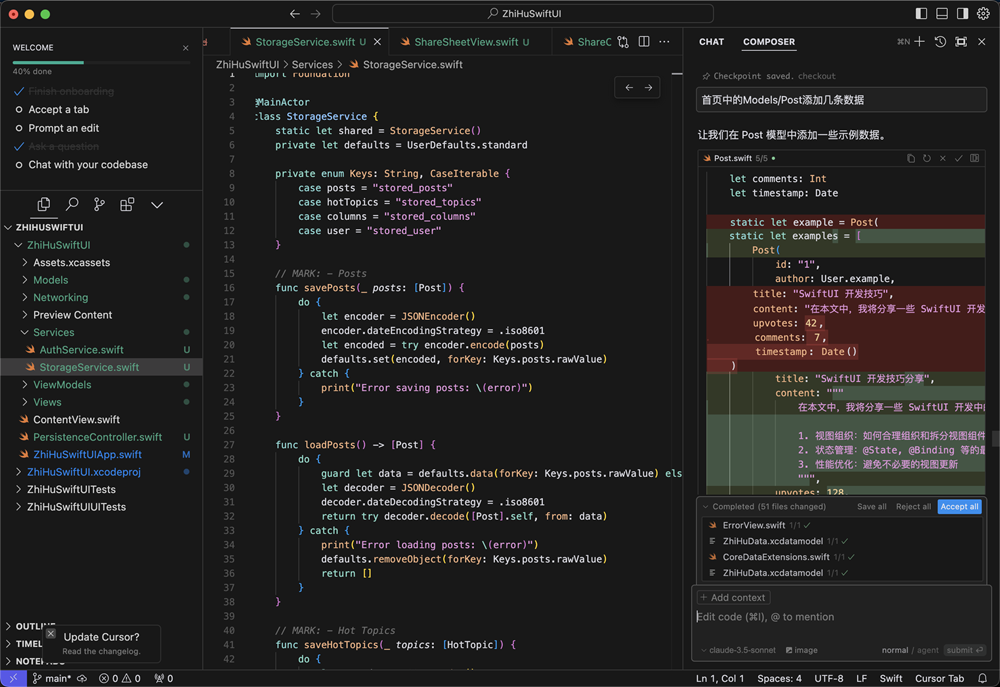 ZhiHuSwiftUI
WELCOME
40% done
Finish onboarding
Accept a tab
Prompt an edit
Ask a question
Chat with your codebase
ZHIHUSWIFTUI
ZhiHuSwiftUI
Assets.xcassets
Models
Networking
Preview Content
Services
AuthService.swift U
StorageService.swift U
ViewModels
Views
ContentView.swift
PersistenceController.swift U
ZhiHuSwiftUIApp.swift M
ZhiHuSwiftUI.xcodeproj
ZhiHuSwiftUITests
ZhiHuSwiftUIUITests
OUTLINE
Update Cursor?
Read the changelog.
StorageService.swift U
ShareSheetView.swift U
ShareC
ZhiHuSwiftUI > Services > StorageService.swift
1 import Foundation
2
3 @MainActor
4 class StorageService {
5 static let shared = StorageService()
6 private let defaults = UserDefaults.standard
7
8 private enum Keys: String, CaseIterable {
9 case posts = "stored_posts"
10 case hotTopics = "stored_topics"
11 case columns = "stored_columns"
12 case user = "stored_user"
13 }
14
15 // MARK: - Posts
16 func savePosts(_ posts: [Post]) {
17 do {
18 let encoder = JSONEncoder()
19 encoder.dateEncodingStrategy = .iso8601
20 let encoded = try encoder.encode(posts)
21 defaults.set(encoded, forKey: Keys.posts.rawValue)
22 } catch {
23 print("Error saving posts: \(error)")
24 }
25 }
26
27 func loadPosts() -> [Post] {
28 do {
29 guard let data = defaults.data(forKey: Keys.posts.rawValue) els
30 let decoder = JSONDecoder()
31 decoder.dateDecodingStrategy = .iso8601
32 return try decoder.decode([Post].self, from: data)
33 } catch {
34 print("Error loading posts: \(error)")
35 defaults.removeObject(forKey: Keys.posts.rawValue)
36 return []
37 }
38 }
39
40 // MARK: - Hot Topics
41 func saveHotTopics(_ topics: [HotTopic]) {
42 do {
CHAT COMPOSER ⌘N
Checkpoint saved. checkout
首页中的Models/Post添加几条数据
让我们在 Post 模型中添加一些示例数据。
Post.swift 5/5
let comments: Int
let timestamp: Date
static let example = Post(
static let examples = [
Post(
id: "1",
author: User.example,
title: "SwiftUI 开发技巧",
content: "在本文中，我将分享一些 SwiftUI 开发
upvotes: 42,
comments: 7,
timestamp: Date()
)
title: "SwiftUI 开发技巧分享",
content: """
在本文中，我将分享一些 SwiftUI 开发中
1. 视图组织：如何合理组织和拆分视图组件
2. 状态管理：@State, @Binding 等的最
3. 性能优化：避免不必要的视图更新
""",
upvotes: 128,
Completed (51 files changed) Save all Reject all Accept all
ErrorView.swift 1/1
ZhiHuData.xcdatamodel 1/1
CoreDataExtensions.swift 1/1
ZhiHuData.xcdatamodel 1/1
+ Add context
Edit code (⌘I), @ to mention
claude-3.5-sonnet image normal / agent submit
main* 0 0 0
Ln 1, Col 1 Spaces: 4 UTF-8 LF Swift Cursor Tab